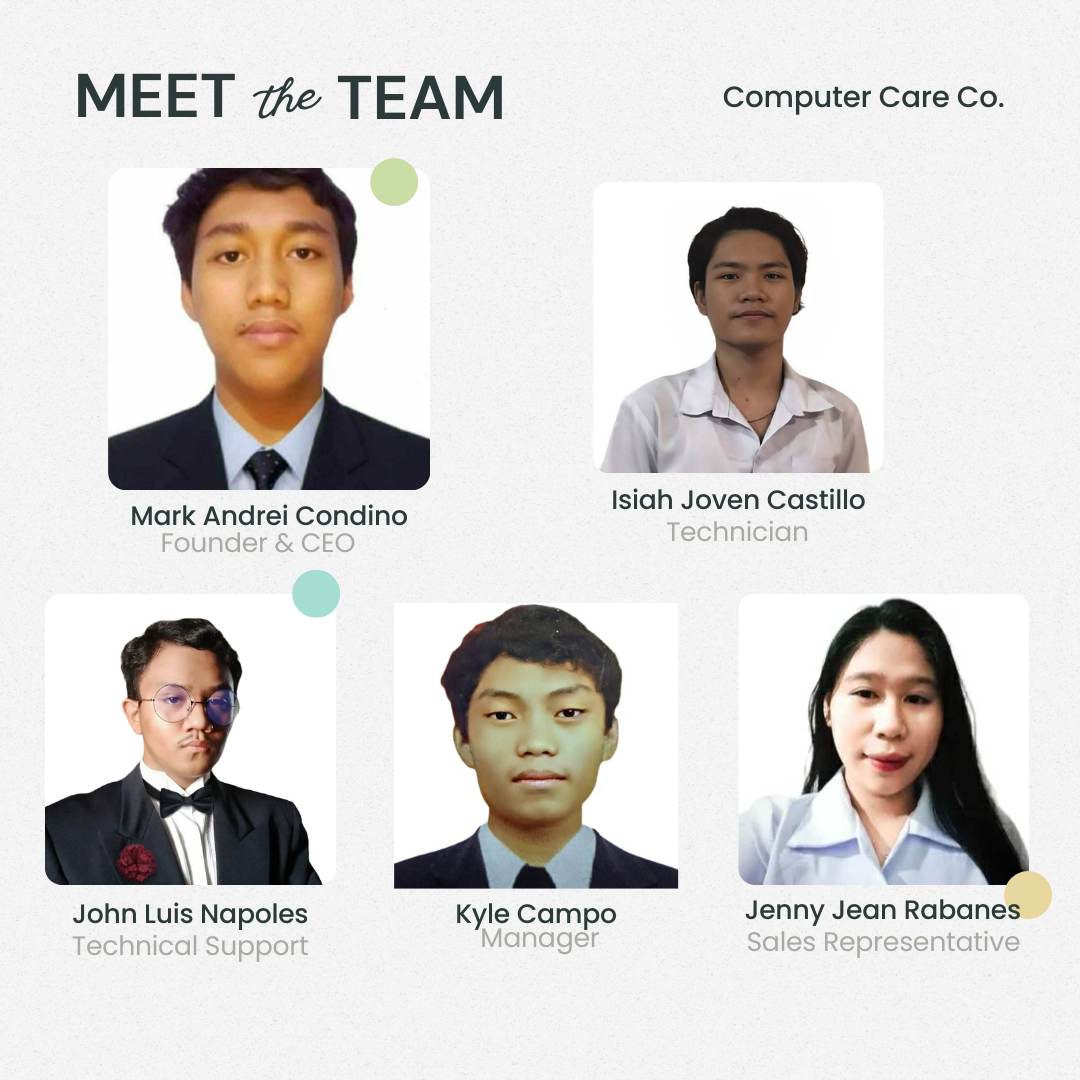 MEET the TEAM
Computer Care Co.
Mark Andrei Condino
Founder & CEO
Isiah Joven Castillo
Technician
John Luis Napoles
Technical Support
Kyle Campo
Manager
Jenny Jean Rabanes
Sales Representative